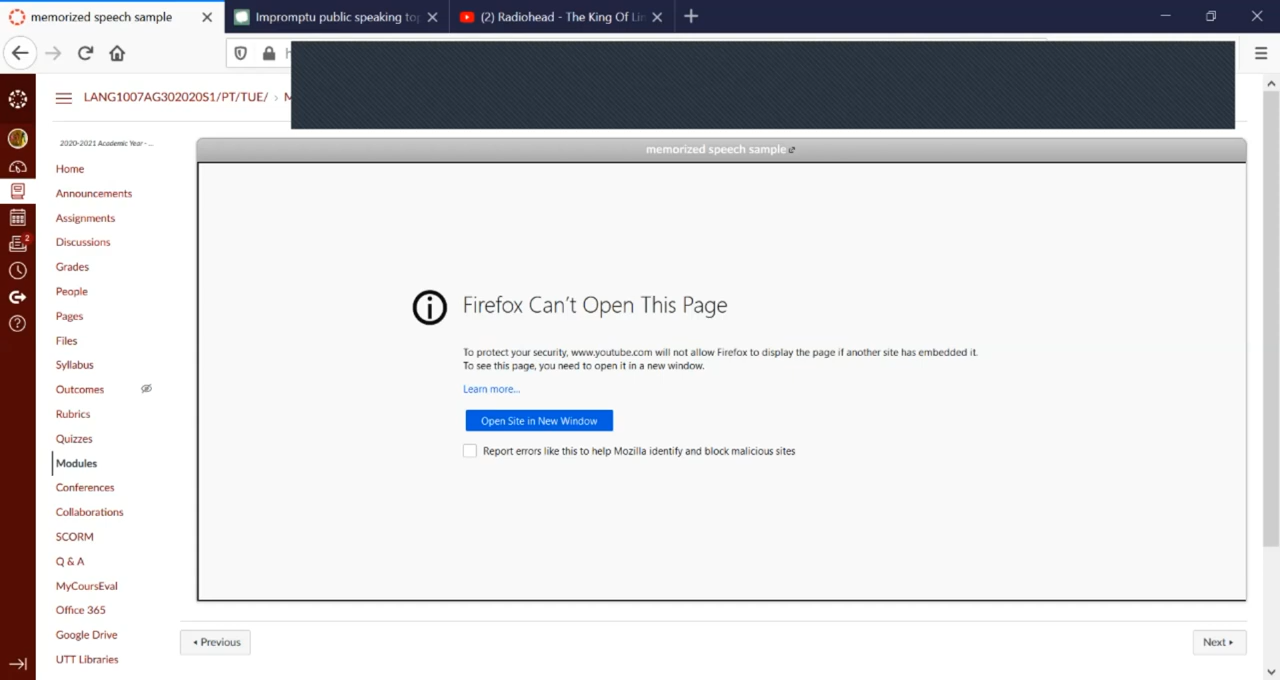 memorized speech sample
Impromptu public speaking to
(2) Radiohead - The King Of Li
LANG1007AG302020S1/PT/TUE/ › M
2020-2021 Academic Year - ...
Home
Announcements
Assignments
Discussions
Grades
People
Pages
Files
Syllabus
Outcomes
Rubrics
Quizzes
Modules
Conferences
Collaborations
SCORM
Q & A
MyCoursEval
Office 365
Google Drive
UTT Libraries
2
memorized speech sample
Firefox Can't Open This Page
To protect your security, www.youtube.com will not allow Firefox to display the page if another site has embedded it.
To see this page, you need to open it in a new window.
Learn more...
Open Site in New Window
Report errors like this to help Mozilla identify and block malicious sites
Previous
Next